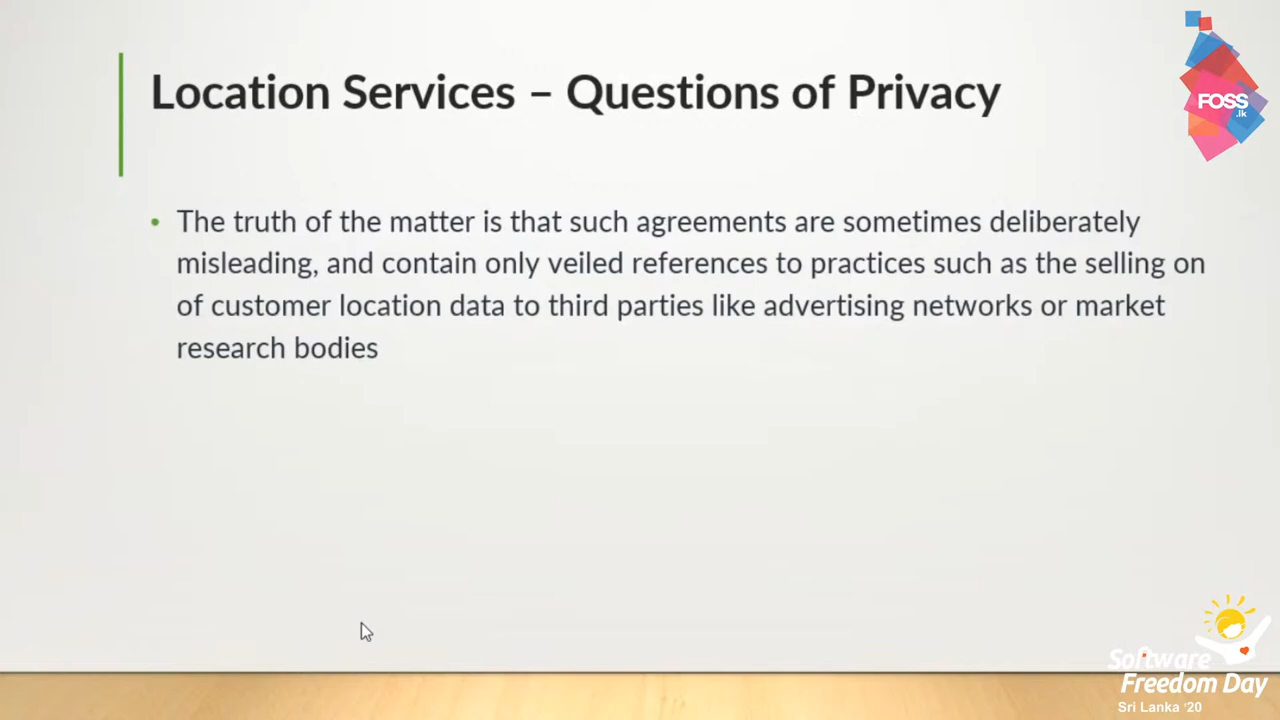 Location Services – Questions of Privacy
FOSS
.lk
• The truth of the matter is that such agreements are sometimes deliberately
misleading, and contain only veiled references to practices such as the selling on
of customer location data to third parties like advertising networks or market
research bodies
Software
Freedom Day
Sri Lanka '20